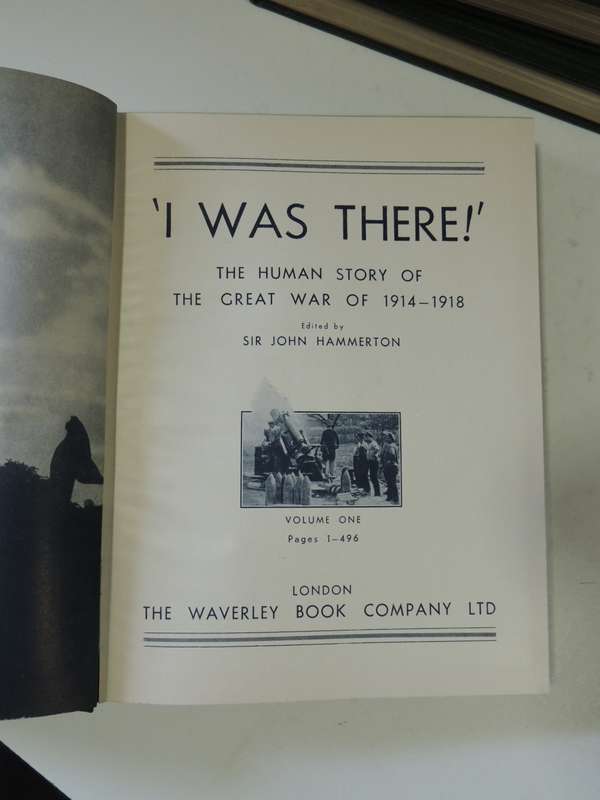 'I WAS THERE!'
THE HUMAN STORY OF
THE GREAT WAR OF 1914–1918
Edited by
SIR JOHN HAMMERTON
VOLUME ONE
Pages 1–496
LONDON
THE WAVERLEY BOOK COMPANY LTD